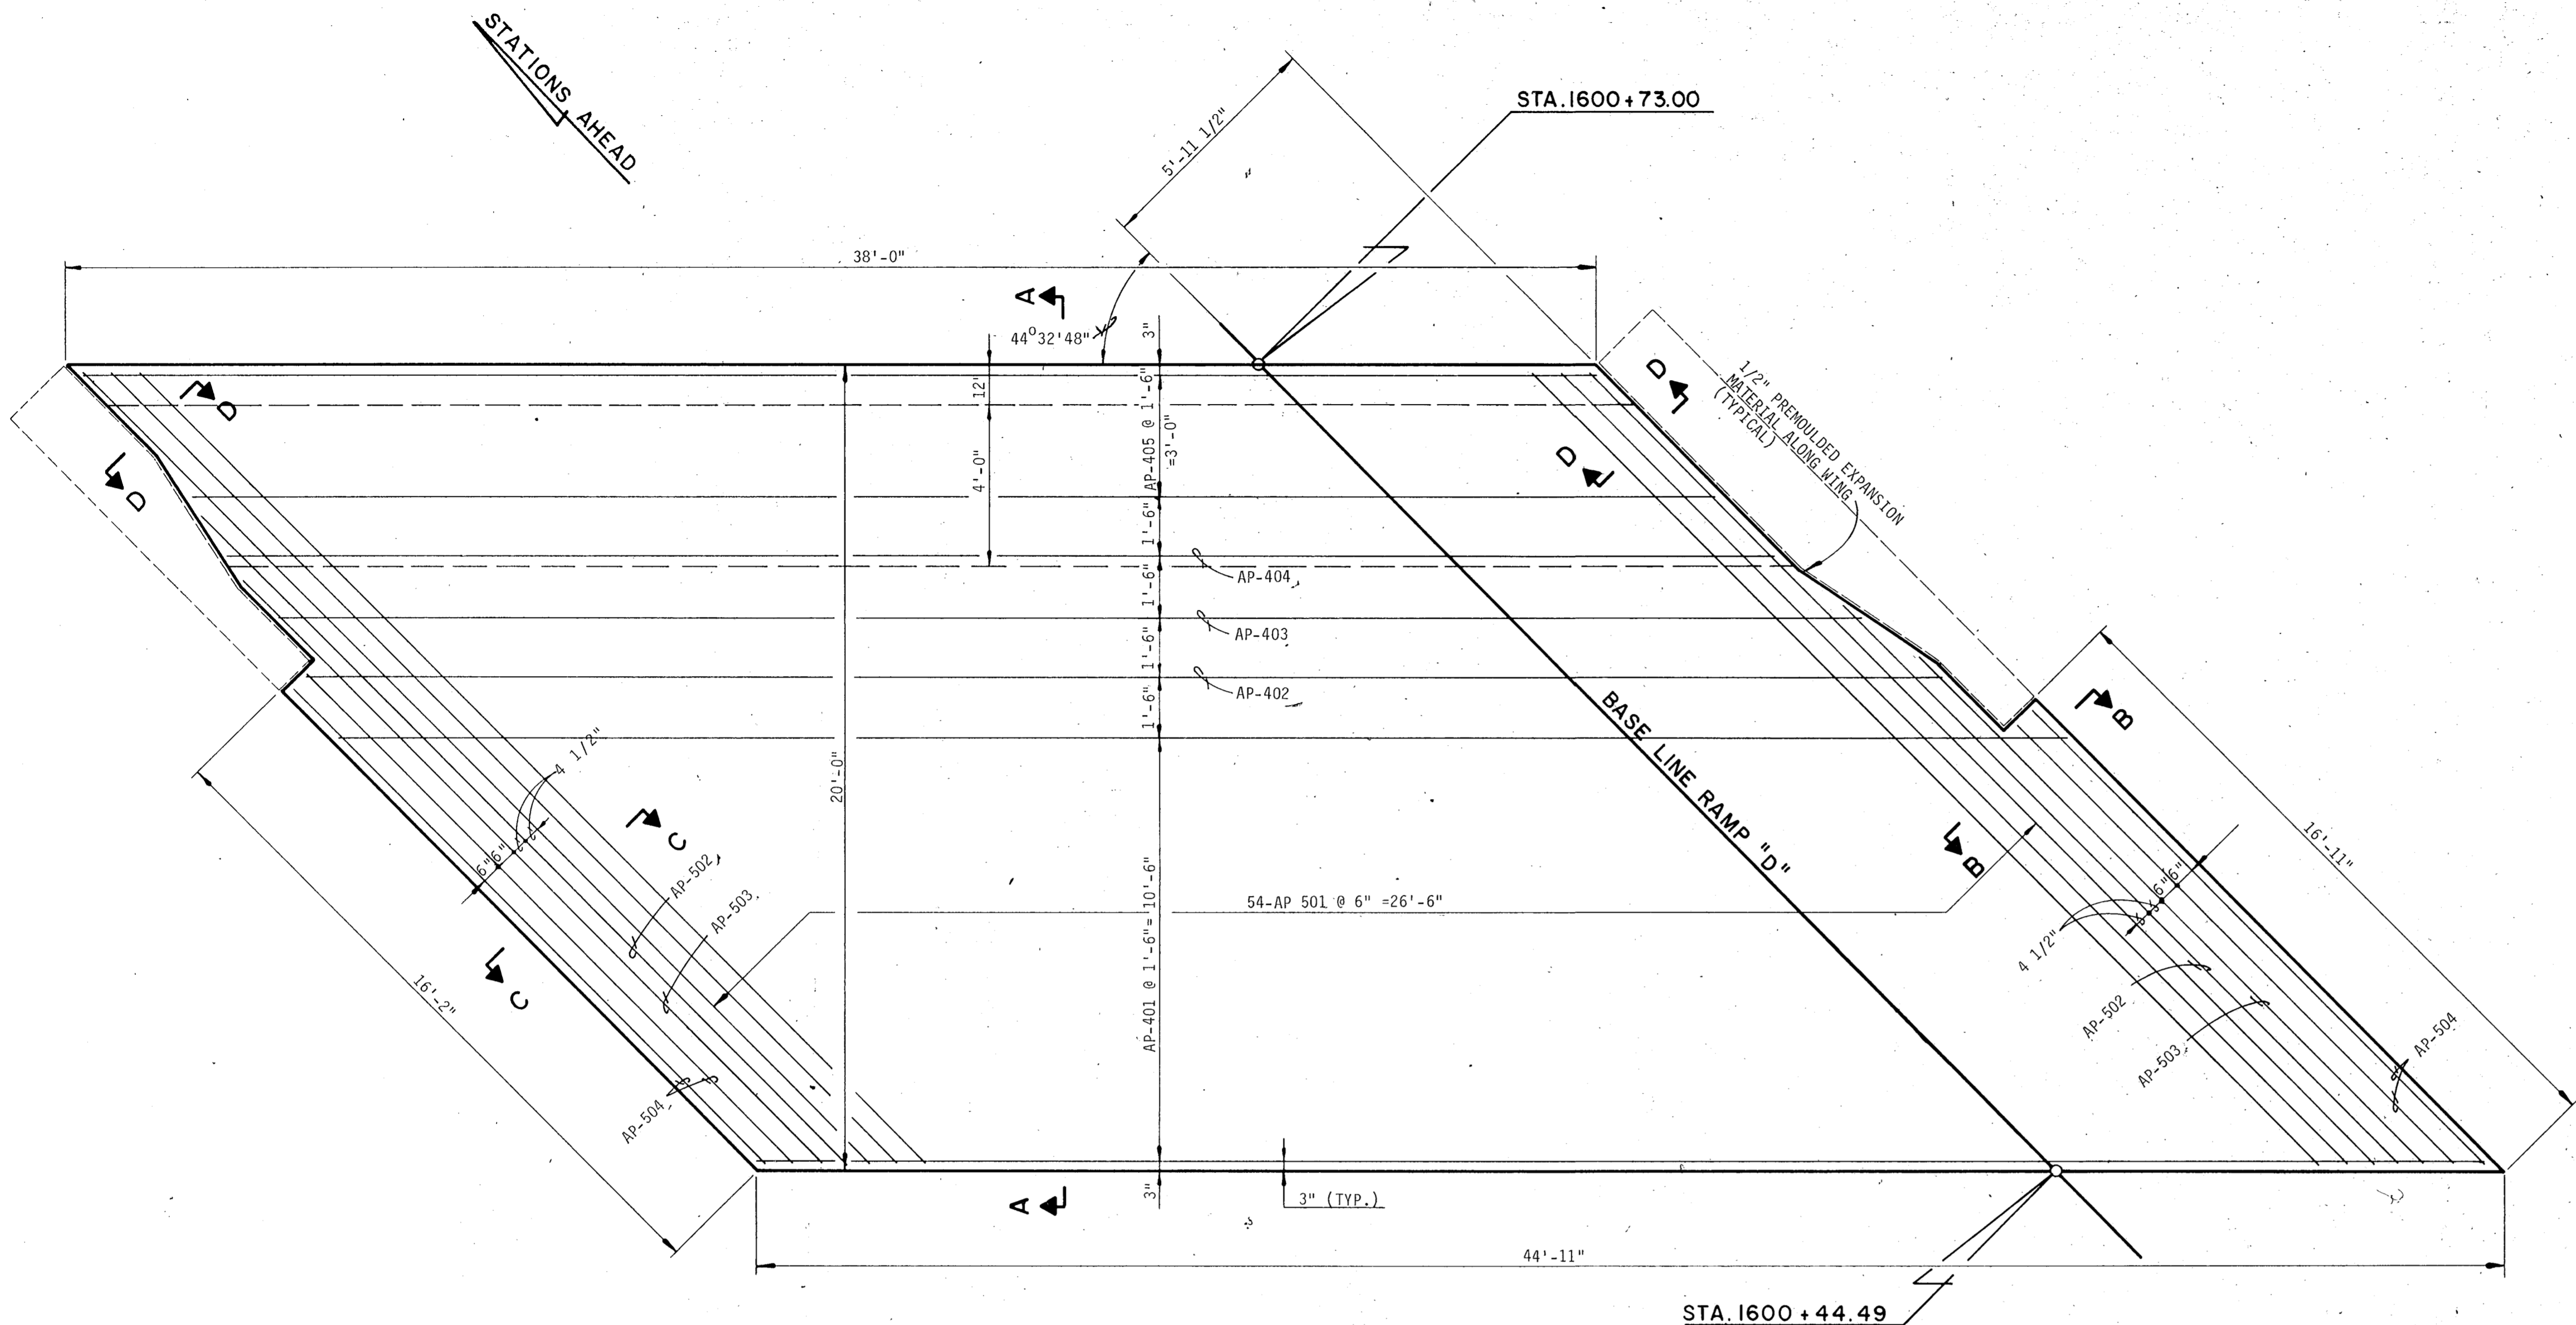 STATIONS AHEAD
STA. 1600+73.00
5'-11 1/2"
38'-0"
A
44°32'48"
3"
12'
AP-405 @ 1'-6"
=3'-0"
4'-0"
D
D
D
D
1/2" PREMOULDED EXPANSION
MATERIAL ALONG WING
(TYPICAL)
1'-6"
AP-404
1'-6"
AP-403
1'-6"
AP-402
1'-6"
B
B
20'-0"
BASE LINE RAMP "D"
4 1/2"
6" 6"
C
C
AP-502
AP-503
16'-2"
AP-504
54-AP 501 @ 6" =26'-6"
AP-401 @ 1'-6"=10'-6"
16'-11"
6" 6"
4 1/2"
AP-502
AP-503
AP-504
A
3"
3" (TYP.)
44'-11"
STA. 1600+44.49